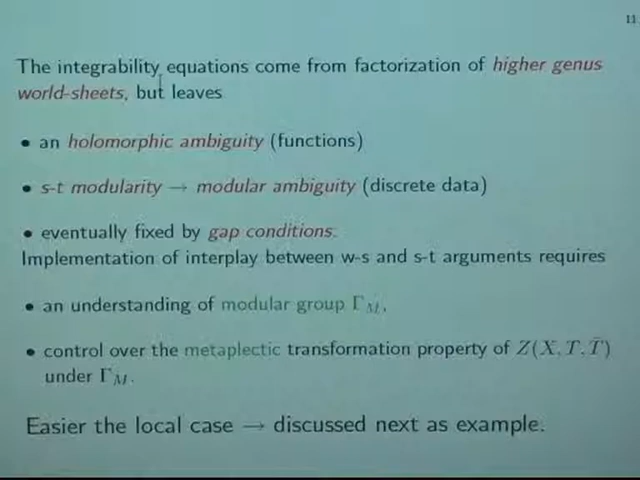 11
The integrability equations come from factorization of higher genus
world-sheets, but leaves
• an holomorphic ambiguity (functions)
• s-t modularity → modular ambiguity (discrete data)
• eventually fixed by gap conditions.
Implementation of interplay between w-s and s-t arguments requires
• an understanding of modular group Γ_M,
• control over the metaplectic transformation property of Z(X, T, T̄)
under Γ_M.
Easier the local case → discussed next as example.